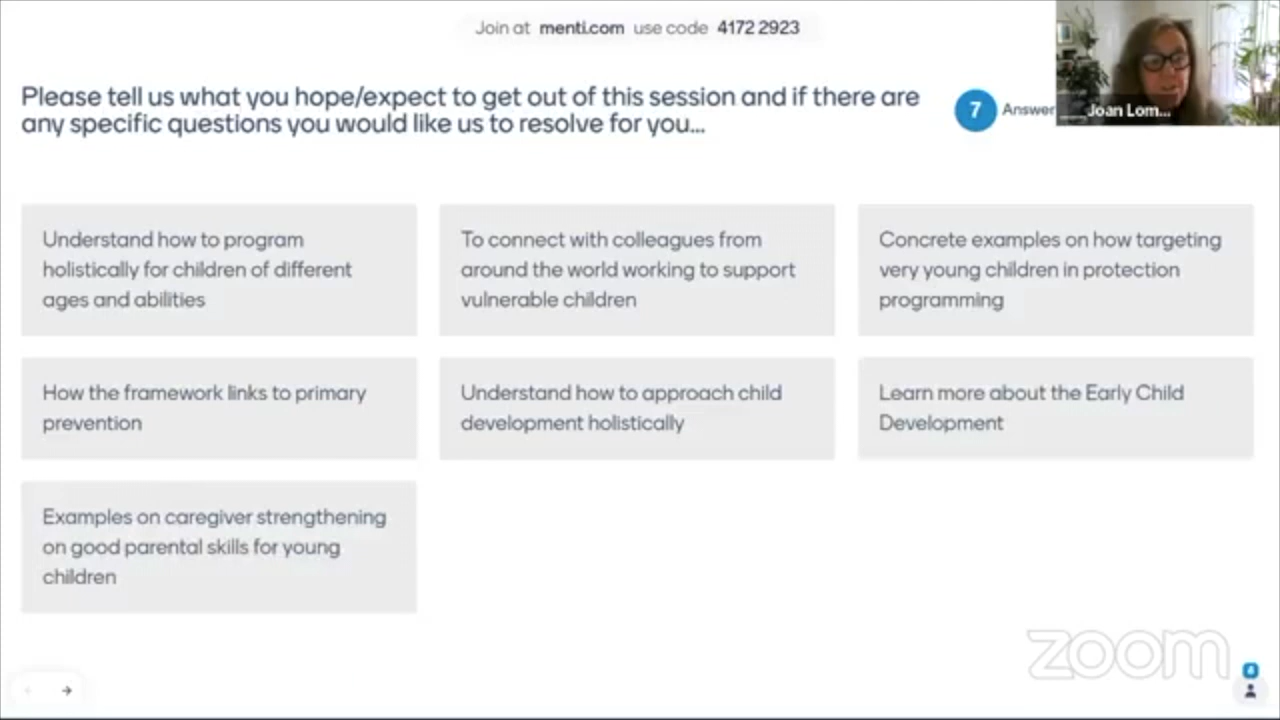 Join at menti.com use code 4172 2923
Please tell us what you hope/expect to get out of this session and if there are
any specific questions you would like us to resolve for you...
7 Answer
Joan Lom...
Understand how to program
holistically for children of different
ages and abilities
To connect with colleagues from
around the world working to support
vulnerable children
Concrete examples on how targeting
very young children in protection
programming
How the framework links to primary
prevention
Understand how to approach child
development holistically
Learn more about the Early Child
Development
Examples on caregiver strengthening
on good parental skills for young
children
zoom